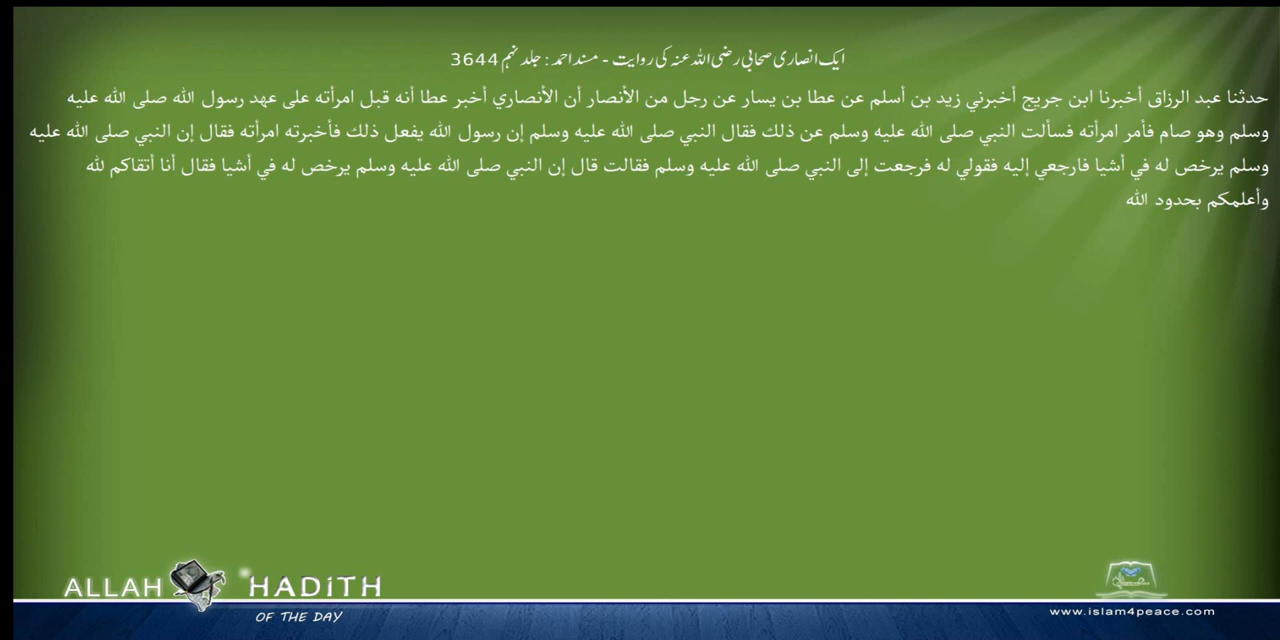 ایک انصاری صحابی رضی اللہ عنہ کی روایت - مسند احمد : جلد نہم 3644
حدثنا عبد الرزاق أخبرنا ابن جريج أخبرني زيد بن أسلم عن عطا بن يسار عن رجل من الأنصار أن الأنصاري أخبر عطا أنه قبل امرأته على عهد رسول الله صلى الله عليه
وسلم وهو صام فأمر امرأته فسألت النبي صلى الله عليه وسلم عن ذلك فقال النبي صلى الله عليه وسلم إن رسول الله يفعل ذلك فأخبرته امرأته فقال إن النبي صلى الله عليه
وسلم يرخص له في أشيا فارجعي إليه فقولي له فرجعت إلى النبي صلى الله عليه وسلم فقالت قال إن النبي صلى الله عليه وسلم يرخص له في أشيا فقال أنا أتقاكم لله
وأعلمكم بحدود الله
ALLAH HADITH
OF THE DAY
www.islam4peace.com